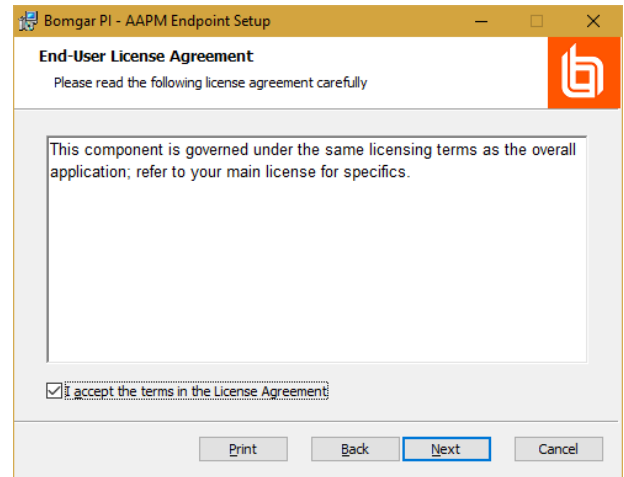 Bomgar PI - AAPM Endpoint Setup
End-User License Agreement
Please read the following license agreement carefully
This component is governed under the same licensing terms as the overall
application; refer to your main license for specifics.
I accept the terms in the License Agreement
Print Back Next Cancel